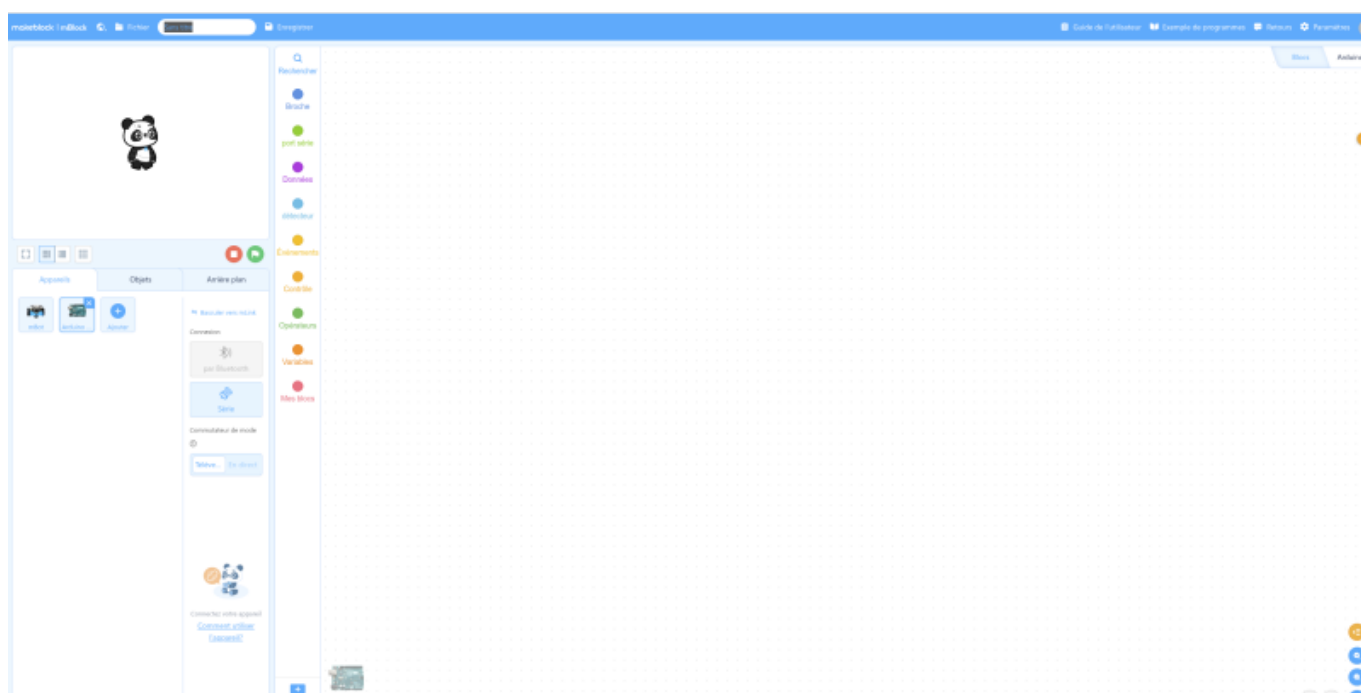 makeblock | mBlock
Fichier
Enregistrer
Guide de l'utilisateur
Exemple de programmes
Retours
Paramètres
Blocs
Rechercher
Broche
port série
Données
Événements
Contrôle
Opérateurs
Variables
Mes blocs
Appareils
Objets
Arrière plan
mBot
Ajouter
Connexion
par Bluetooth
Série
Commutateur de mode
Connectez votre appareil
Comment utiliser
l'appareil?